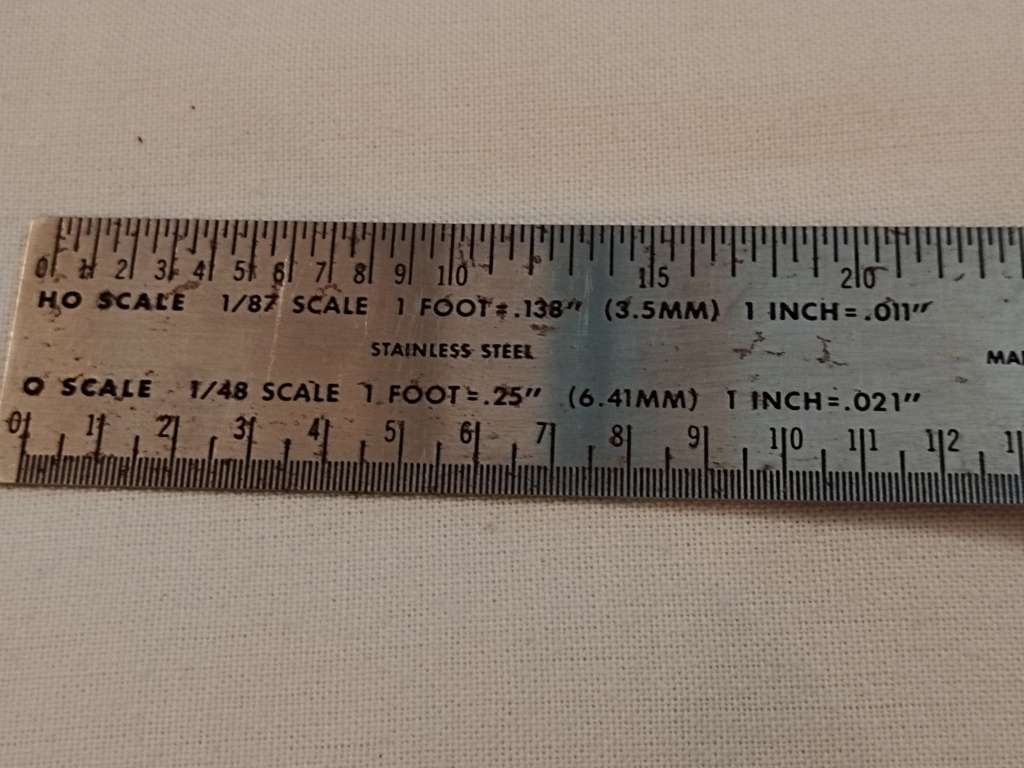 0 1 2 3 4 5 6 7 8 9 10 15 20
HO SCALE 1/87 SCALE 1 FOOT=.138" (3.5MM) 1 INCH=.011"
STAINLESS STEEL
O SCALE 1/48 SCALE 1 FOOT=.25" (6.41MM) 1 INCH=.021"
0 1 2 3 4 5 6 7 8 9 10 11 12